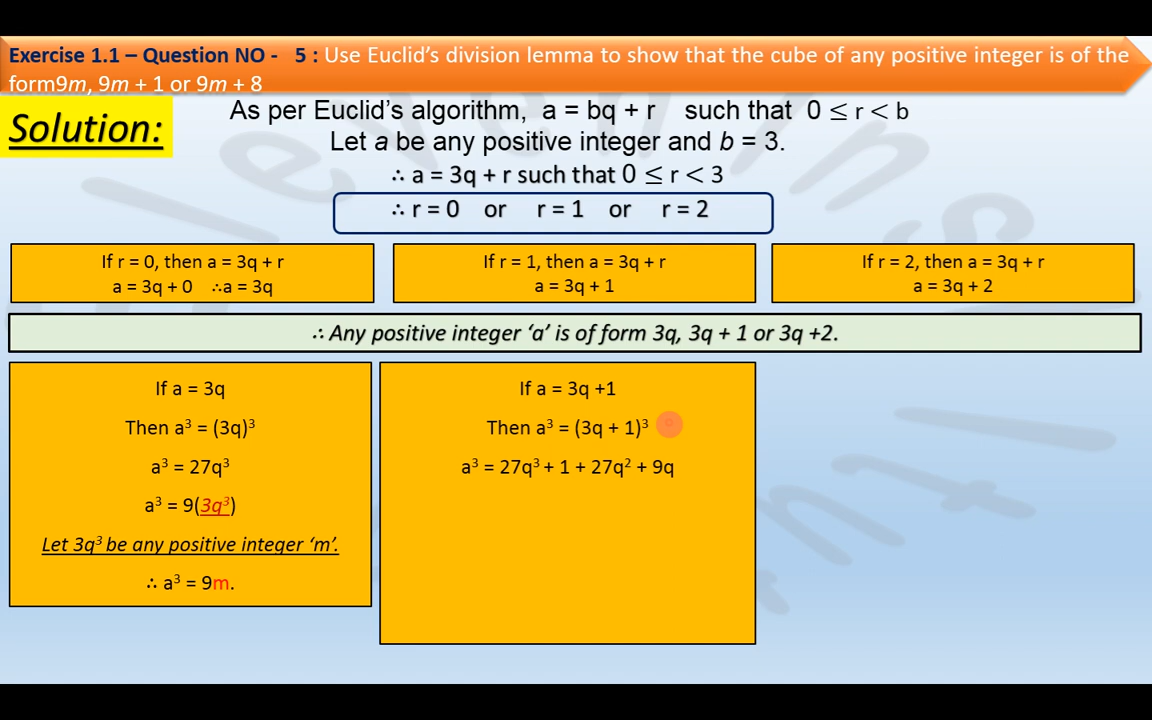 Exercise 1.1 – Question NO - 5 : Use Euclid's division lemma to show that the cube of any positive integer is of the
form9m, 9m + 1 or 9m + 8
Solution:
As per Euclid's algorithm, a = bq + r such that 0 ≤ r < b
Let a be any positive integer and b = 3.
∴ a = 3q + r such that 0 ≤ r < 3
∴ r = 0 or r = 1 or r = 2
If r = 0, then a = 3q + r
a = 3q + 0 ∴a = 3q
If r = 1, then a = 3q + r
a = 3q + 1
If r = 2, then a = 3q + r
a = 3q + 2
∴ Any positive integer ‘a’ is of form 3q, 3q + 1 or 3q +2.
If a = 3q
Then a³ = (3q)³
a³ = 27q³
a³ = 9(3q³)
Let 3q³ be any positive integer ‘m’.
∴ a³ = 9m.
If a = 3q +1
Then a³ = (3q + 1)³
a³ = 27q³ + 1 + 27q² + 9q